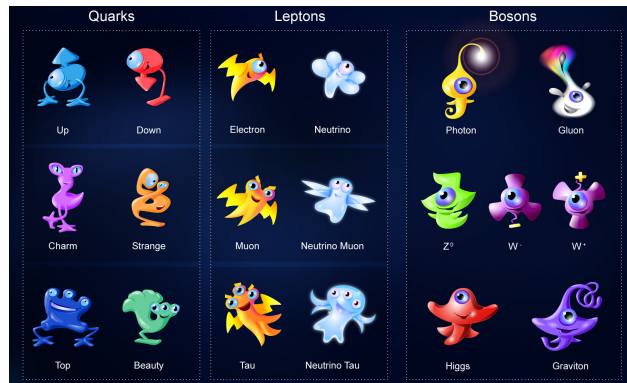 Quarks
Leptons
Bosons
Up
Down
Electron
Neutrino
Photon
Gluon
Charm
Strange
Muon
Neutrino Muon
Z⁰
W⁻
W⁺
Top
Beauty
Tau
Neutrino Tau
Higgs
Graviton